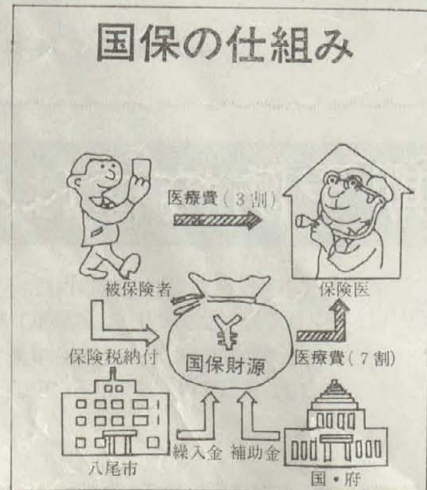 国保の仕組み
医療費(3割)
被保険者
保険医
保険税納付
¥
国保財源
医療費(7割)
八尾市
繰入金
補助金
国・府